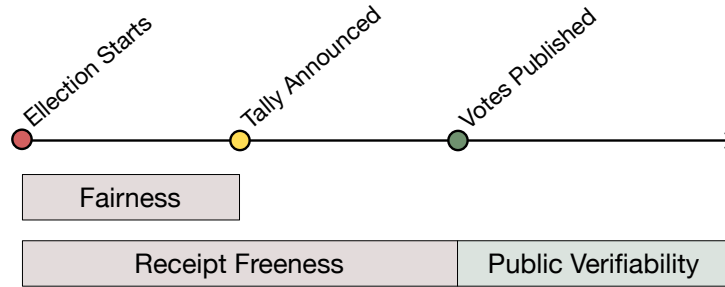 Ellection Starts
Tally Announced
Votes Published
Fairness
Receipt Freeness
Public Verifiability